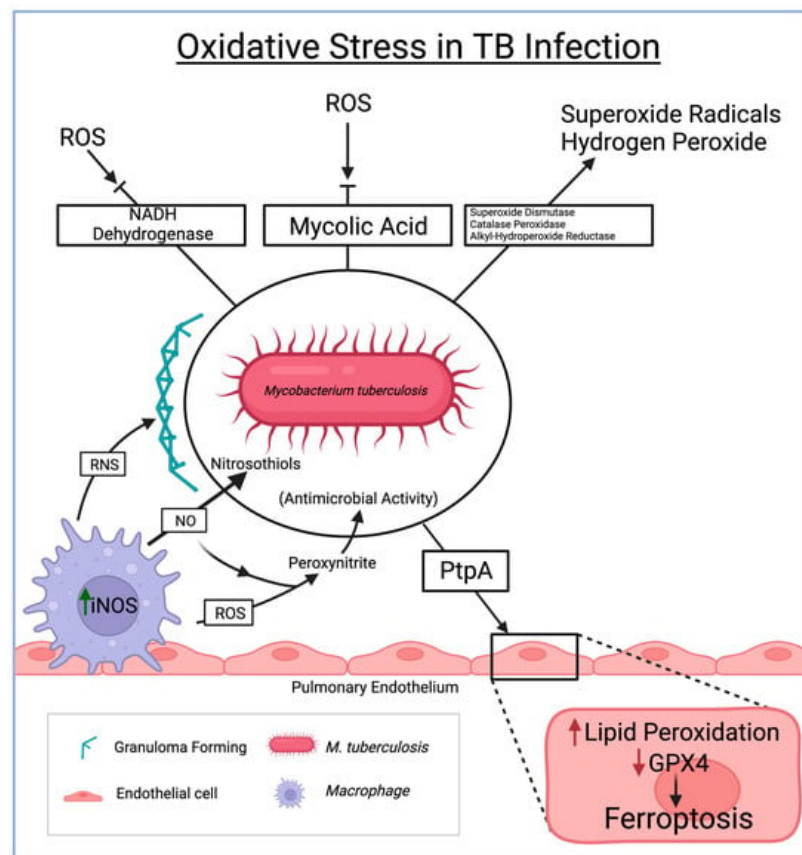 Oxidative Stress in TB Infection
ROS
ROS
Superoxide Radicals
Hydrogen Peroxide
NADH
Dehydrogenase
Mycolic Acid
Superoxide Dismutase
Catalase Peroxidase
Alkyl-Hydroperoxide Reductase
Mycobacterium tuberculosis
RNS
Nitrosothiols
NO
(Antimicrobial Activity)
Peroxynitrite
PtpA
iNOS
ROS
Pulmonary Endothelium
Granuloma Forming
M. tuberculosis
Endothelial cell
Macrophage
Lipid Peroxidation
GPX4
Ferroptosis